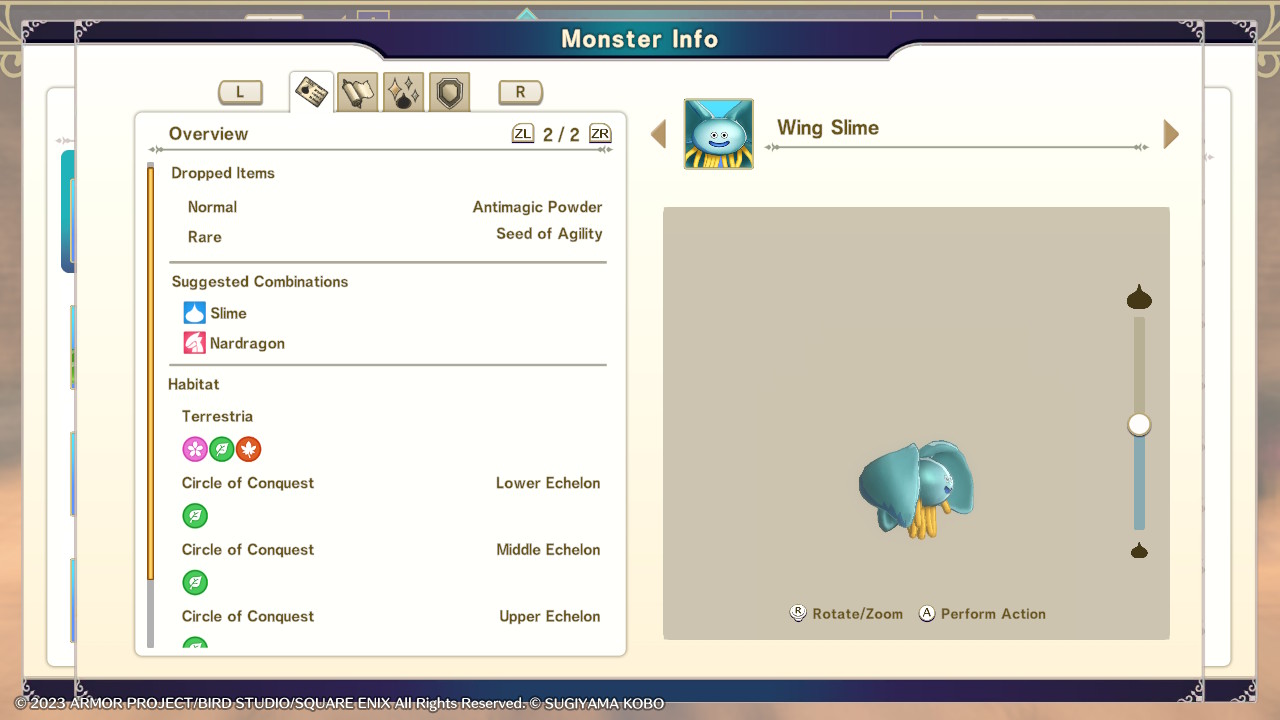 Monster Info
L
R
Overview
ZL 2 / 2 ZR
Dropped Items
Normal Antimagic Powder
Rare Seed of Agility
Suggested Combinations
Slime
Nardragon
Habitat
Terrestria
Circle of Conquest Lower Echelon
Circle of Conquest Middle Echelon
Circle of Conquest Upper Echelon
Wing Slime
R Rotate/Zoom A Perform Action
© 2023 ARMOR PROJECT/BIRD STUDIO/SQUARE ENIX All Rights Reserved. © SUGIYAMA KOBO